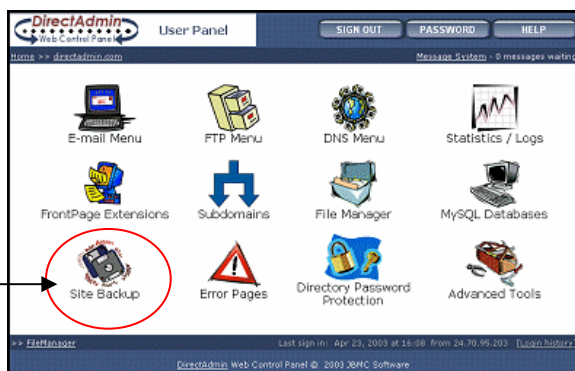 DirectAdmin
Web Control Panel
User Panel
SIGN OUT PASSWORD HELP
Home >> directadmin.com
Message System - 0 messages waiting
E-mail Menu FTP Menu DNS Menu Statistics / Logs
FrontPage Extensions Subdomains File Manager MySQL Databases
Site Backup Error Pages Directory Password Protection Advanced Tools
>> FileManager
Last sign in: Apr 23, 2003 at 16:08 from 24.70.95.203 [Login history]
DirectAdmin Web Control Panel © 2003 JBMC Software